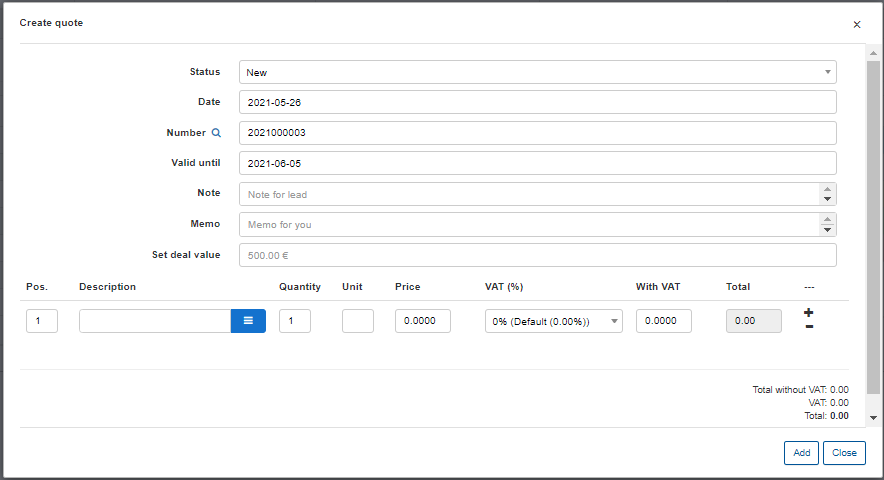 Create quote ×
Status New
Date 2021-05-26
Number 2021000003
Valid until 2021-06-05
Note Note for lead
Memo Memo for you
Set deal value 500.00 €
Pos. Description Quantity Unit Price VAT (%) With VAT Total ---
1 1 0.0000 0% (Default (0.00%)) 0.0000 0.00
Total without VAT: 0.00
VAT: 0.00
Total: 0.00
Add Close